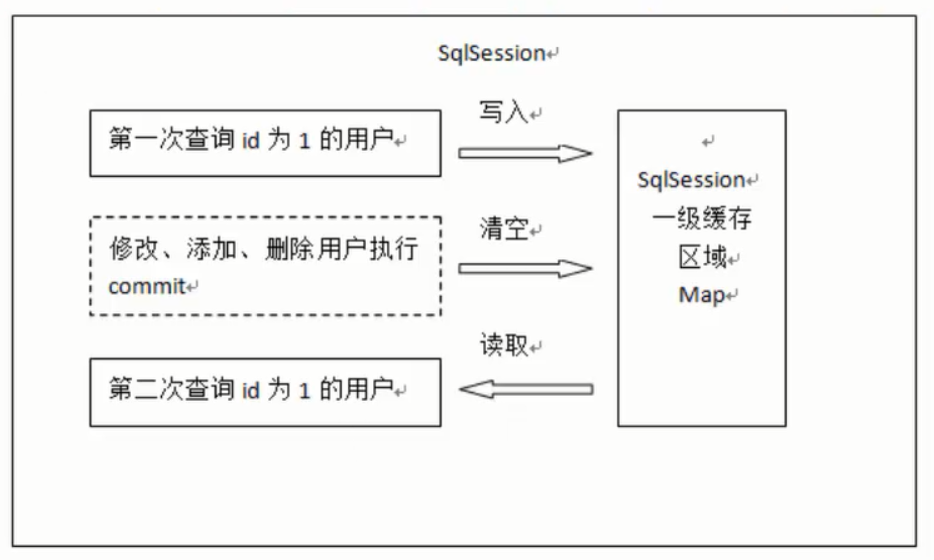 SqlSession↵
第一次查询 id 为 1 的用户↵
写入↵
↵
SqlSession↵
一级缓存
区域↵
Map↵
修改、添加、删除用户执行
commit↵
清空↵
第二次查询 id 为 1 的用户↵
读取↵